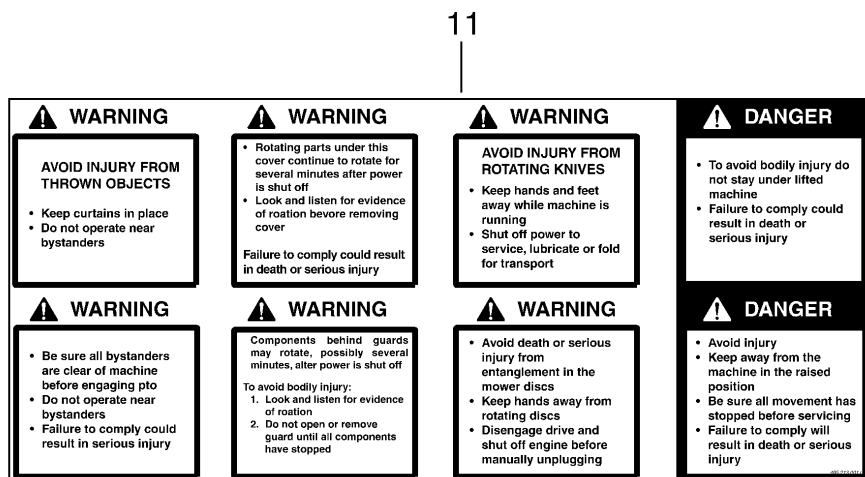 11
WARNING
AVOID INJURY FROM
THROWN OBJECTS
• Keep curtains in place
• Do not operate near
bystanders
WARNING
• Rotating parts under this
cover continue to rotate for
several minutes after power
is shut off
• Look and listen for evidence
of roation bevore removing
cover
Failure to comply could result
in death or serious injury
WARNING
AVOID INJURY FROM
ROTATING KNIVES
• Keep hands and feet
away while machine is
running
• Shut off power to
service, lubricate or fold
for transport
DANGER
• To avoid bodily injury do
not stay under lifted
machine
• Failure to comply could
result in death or
serious injury
WARNING
• Be sure all bystanders
are clear of machine
before engaging pto
• Do not operate near
bystanders
• Failure to comply could
result in serious injury
WARNING
Components behind guards
may rotate, possibly several
minutes, alter power is shut off
To avoid bodily injury:
1. Look and listen for evidence
of roation
2. Do not open or remove
guard until all components
have stopped
WARNING
• Avoid death or serious
injury from
entanglement in the
mower discs
• Keep hands away from
rotating discs
• Disengage drive and
shut off engine before
manually unplugging
DANGER
• Avoid injury
• Keep away from the
machine in the raised
position
• Be sure all movement has
stopped before servicing
• Failure to comply will
result in death or serious
injury